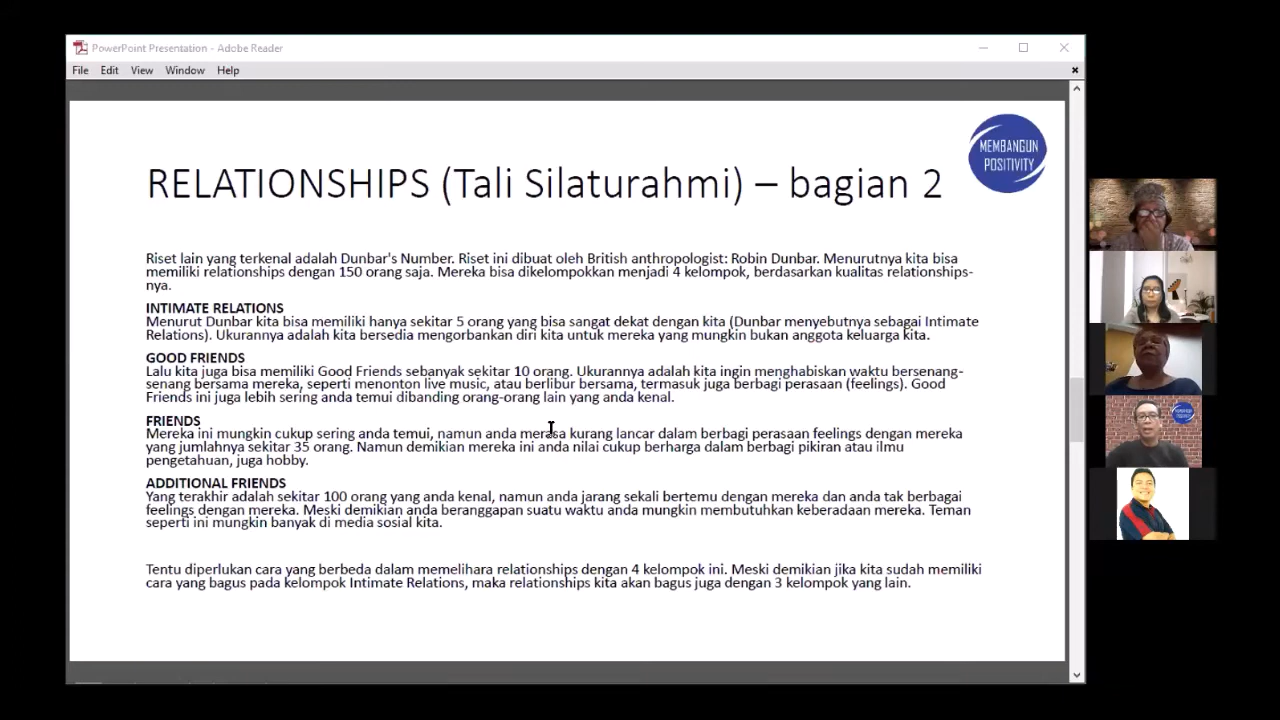 PowerPoint Presentation - Adobe Reader
File Edit View Window Help
MEMBANGUN
POSITIVITY
RELATIONSHIPS (Tali Silaturahmi) – bagian 2
Riset lain yang terkenal adalah Dunbar's Number. Riset ini dibuat oleh British anthropologist: Robin Dunbar. Menurutnya kita bisa
memiliki relationships dengan 150 orang saja. Mereka bisa dikelompokkan menjadi 4 kelompok, berdasarkan kualitas relationships-
nya.
INTIMATE RELATIONS
Menurut Dunbar kita bisa memiliki hanya sekitar 5 orang yang bisa sangat dekat dengan kita (Dunbar menyebutnya sebagai Intimate
Relations). Ukurannya adalah kita bersedia mengorbankan diri kita untuk mereka yang mungkin bukan anggota keluarga kita.
GOOD FRIENDS
Lalu kita juga bisa memiliki Good Friends sebanyak sekitar 10 orang. Ukurannya adalah kita ingin menghabiskan waktu bersenang-
senang bersama mereka, seperti menonton live music, atau berlibur bersama, termasuk juga berbagi perasaan (feelings). Good
Friends ini juga lebih sering anda temui dibanding orang-orang lain yang anda kenal.
FRIENDS
Mereka ini mungkin cukup sering anda temui, namun anda merasa kurang lancar dalam berbagi perasaan feelings dengan mereka
yang jumlahnya sekitar 35 orang. Namun demikian mereka ini anda nilai cukup berharga dalam berbagi pikiran atau ilmu
pengetahuan, juga hobby.
ADDITIONAL FRIENDS
Yang terakhir adalah sekitar 100 orang yang anda kenal, namun anda jarang sekali bertemu dengan mereka dan anda tak berbagai
feelings dengan mereka. Meski demikian anda beranggapan suatu waktu anda mungkin membutuhkan keberadaan mereka. Teman
seperti ini mungkin banyak di media sosial kita.
Tentu diperlukan cara yang berbeda dalam memelihara relationships dengan 4 kelompok ini. Meski demikian jika kita sudah memiliki
cara yang bagus pada kelompok Intimate Relations, maka relationships kita akan bagus juga dengan 3 kelompok yang lain.